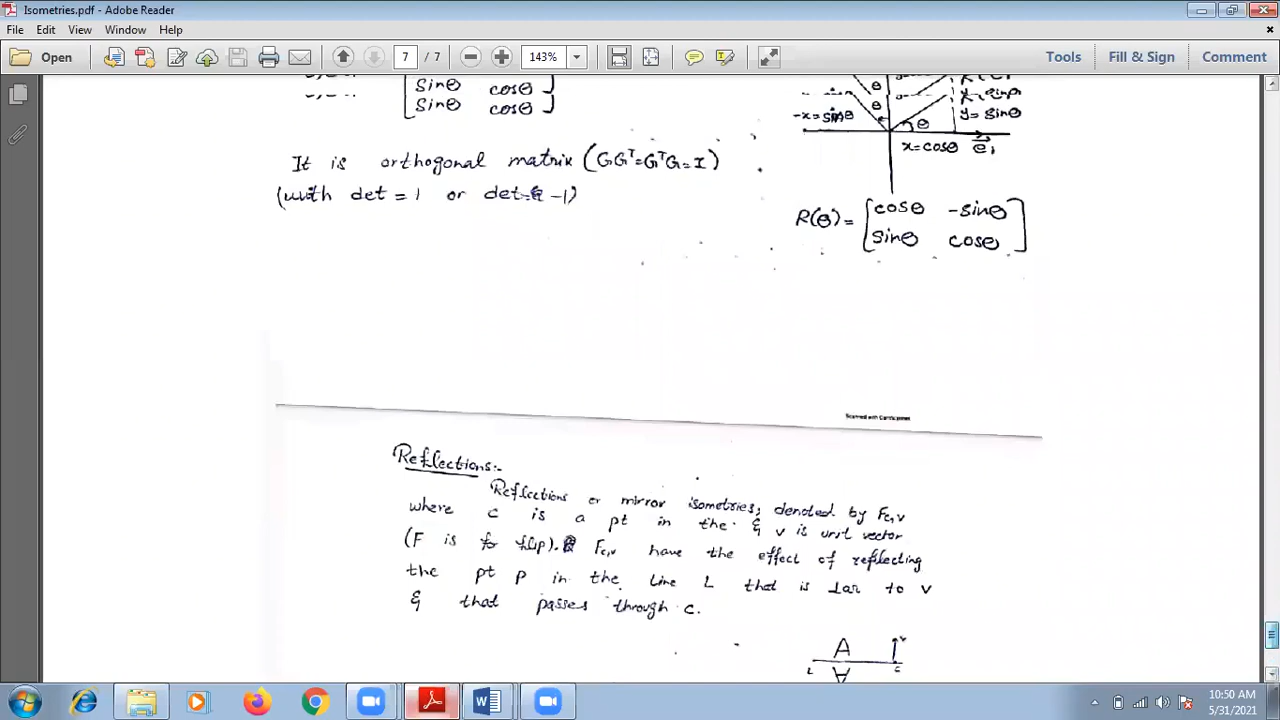 Isometries.pdf - Adobe Reader
File Edit View Window Help
Open 7 / 7 143% Tools Fill & Sign Comment
Sinθ cosθ
Sinθ cosθ
θ
θ
-x=sinθ y=sinθ
θ
x=cosθ e₁
It is orthogonal matrix (GGᵀ=GᵀG=I)
(with det = 1 or det= -1)
R(θ)= [cosθ -sinθ
sinθ cosθ]
Scanned with CamScanner
Reflections:-
Reflections or mirror isometries, denoted by Fc,v
where c is a pt in the & v is unit vector
(F is for flip). Fc,v have the effect of reflecting
the pt p in the line L that is ⊥ar to v
& that passes through c.
A v
L c
A
10:50 AM
5/31/2021